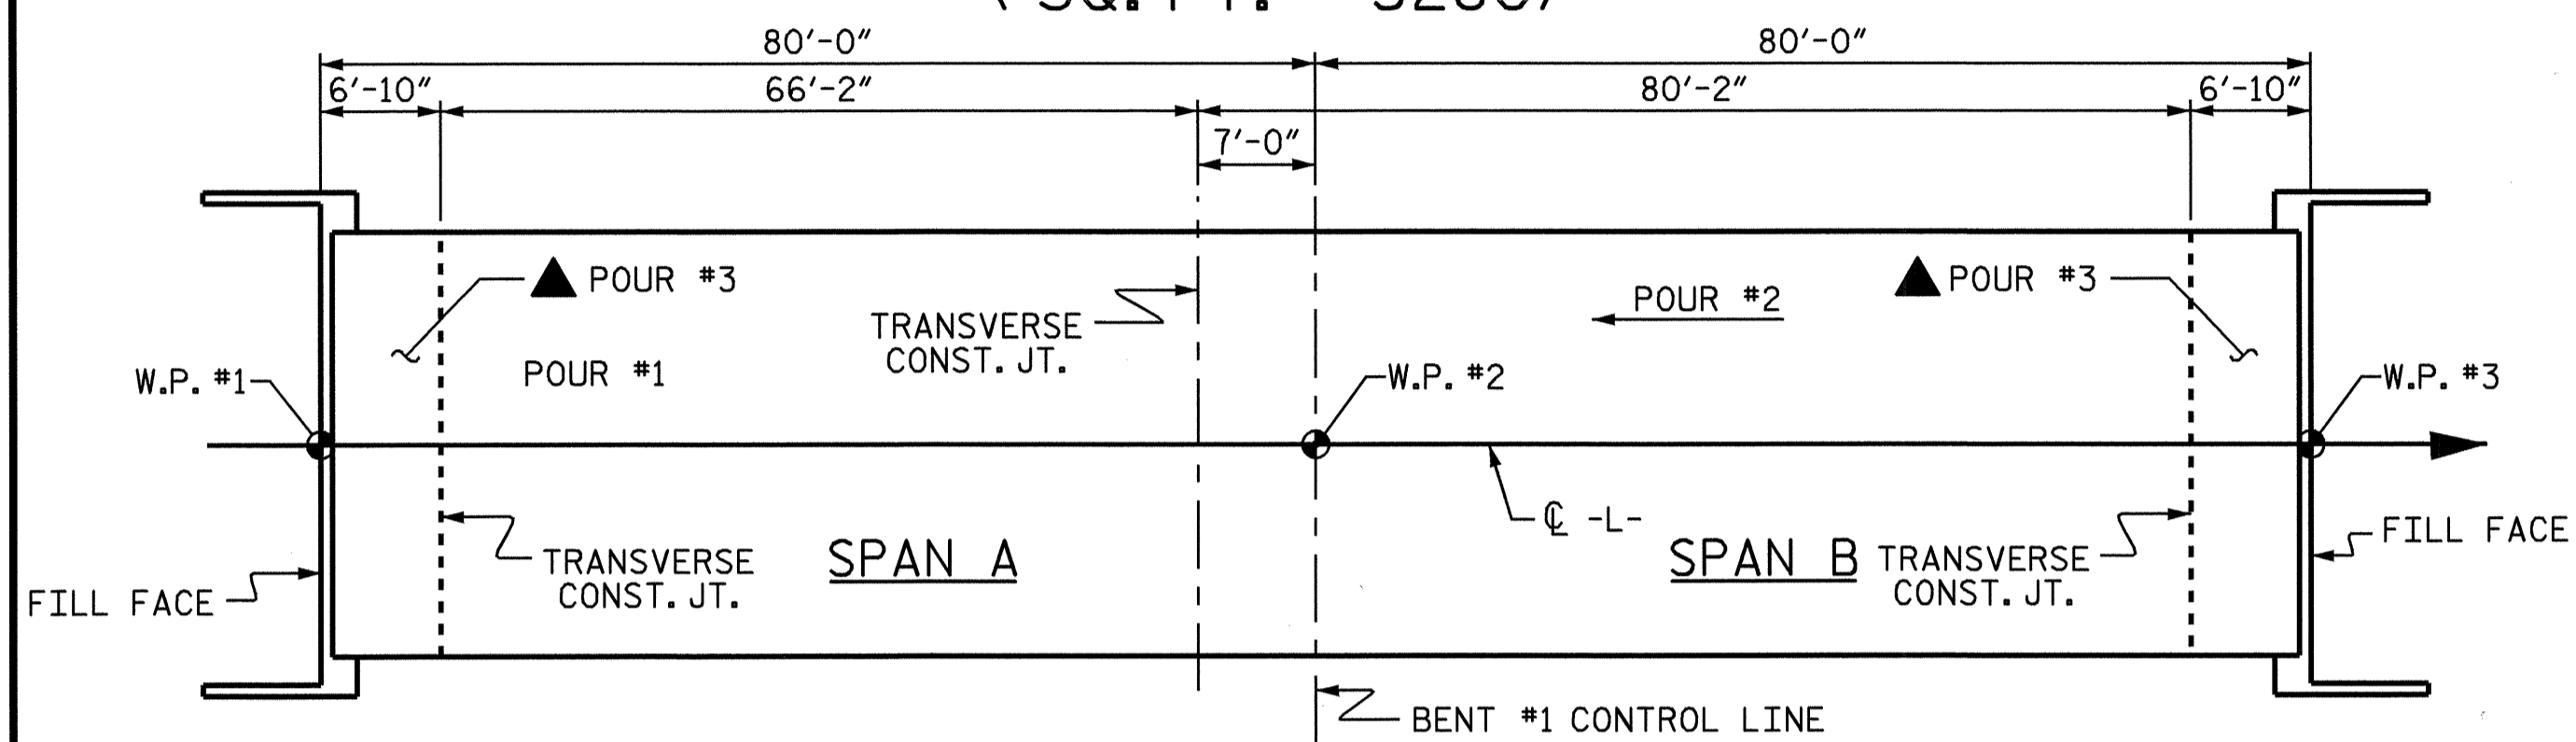 80'-0" 80'-0"
6'-10" 66'-2" 80'-2" 6'-10"
7'-0"
POUR #3
POUR #3
POUR #2
TRANSVERSE
CONST. JT.
POUR #1
W.P. #1
W.P. #2
W.P. #3
℄ -L-
SPAN A
SPAN B
TRANSVERSE
CONST. JT.
TRANSVERSE
CONST. JT.
FILL FACE
FILL FACE
BENT #1 CONTROL LINE